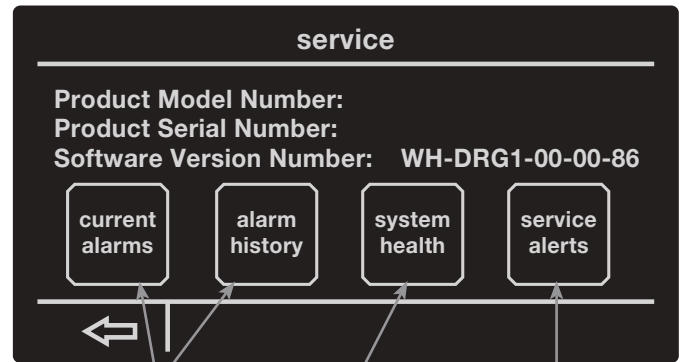 service
Product Model Number:
Product Serial Number:
Software Version Number: WH-DRG1-00-00-86
current alarms
alarm history
system health
service alerts